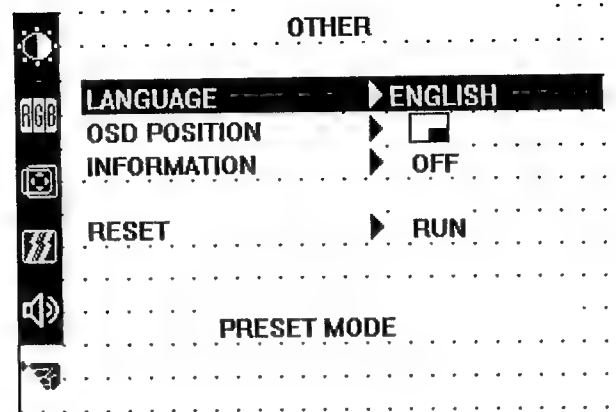 OTHER
RGB
LANGUAGE ENGLISH
OSD POSITION
INFORMATION OFF
RESET RUN
PRESET MODE